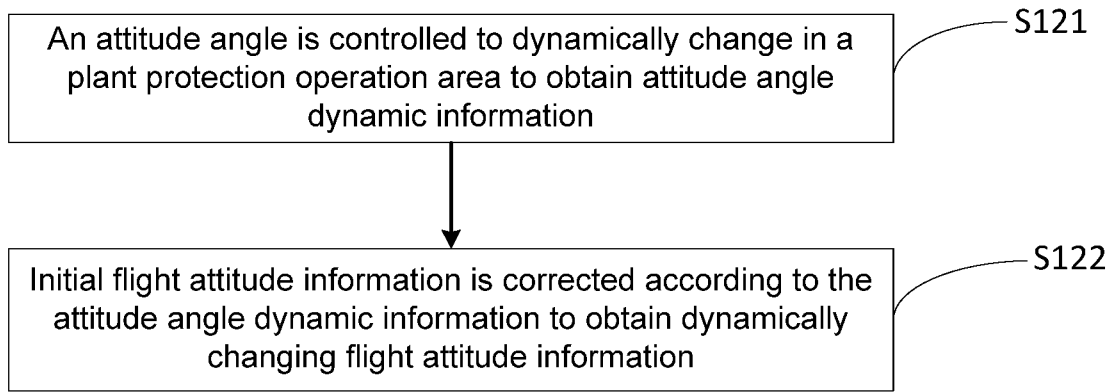 An attitude angle is controlled to dynamically change in a
plant protection operation area to obtain attitude angle
dynamic information
S121
Initial flight attitude information is corrected according to the
attitude angle dynamic information to obtain dynamically
changing flight attitude information
S122